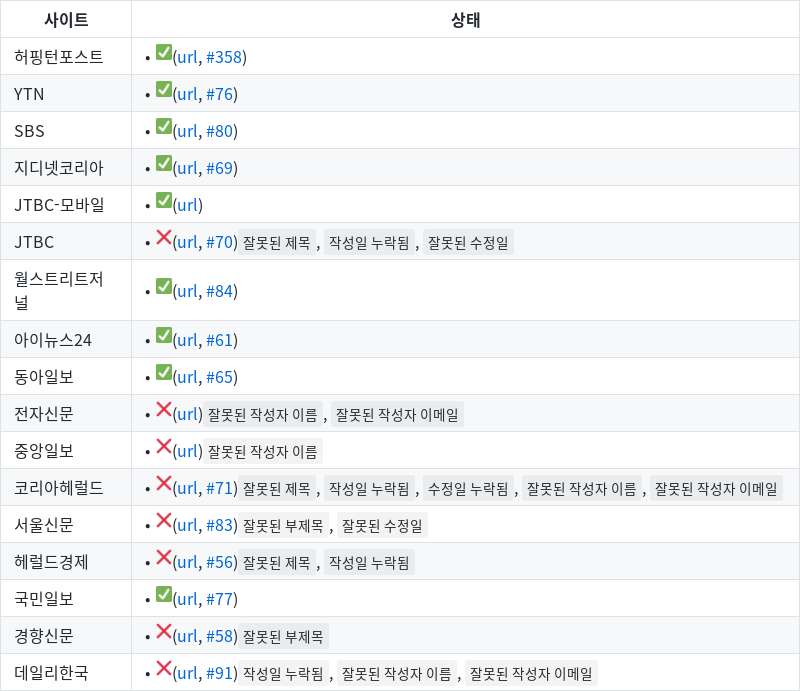 사이트 상태
허핑턴포스트 • ✅(url, #358)
YTN • ✅(url, #76)
SBS • ✅(url, #80)
지디넷코리아 • ✅(url, #69)
JTBC-모바일 • ✅(url)
JTBC • ❌(url, #70) 잘못된 제목 , 작성일 누락됨 , 잘못된 수정일
월스트리트저
널 • ✅(url, #84)
아이뉴스24 • ✅(url, #61)
동아일보 • ✅(url, #65)
전자신문 • ❌(url) 잘못된 작성자 이름 , 잘못된 작성자 이메일
중앙일보 • ❌(url) 잘못된 작성자 이름
코리아헤럴드 • ❌(url, #71) 잘못된 제목 , 작성일 누락됨 , 수정일 누락됨 , 잘못된 작성자 이름 , 잘못된 작성자 이메일
서울신문 • ❌(url, #83) 잘못된 부제목 , 잘못된 수정일
헤럴드경제 • ❌(url, #56) 잘못된 제목 , 작성일 누락됨
국민일보 • ✅(url, #77)
경향신문 • ❌(url, #58) 잘못된 부제목
데일리한국 • ❌(url, #91) 작성일 누락됨 , 잘못된 작성자 이름 , 잘못된 작성자 이메일